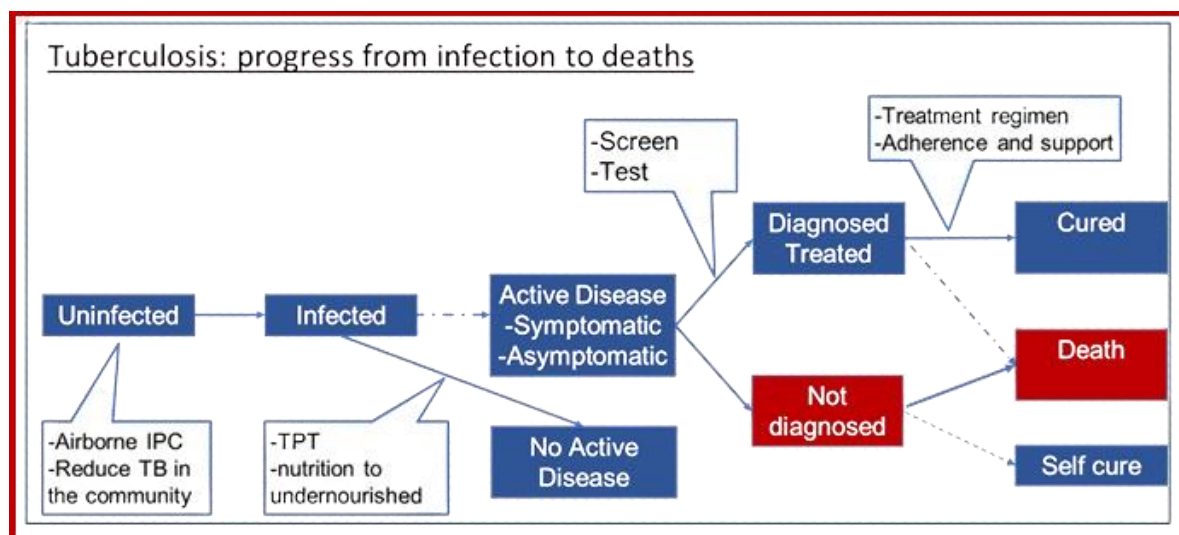 Tuberculosis: progress from infection to deaths
-Treatment regimen
-Adherence and support
-Screen
-Test
Diagnosed
Treated
Cured
Uninfected
Infected
Active Disease
-Symptomatic
-Asymptomatic
Death
Not
diagnosed
-Airborne IPC
-Reduce TB in
the community
-TPT
-nutrition to
undernourished
No Active
Disease
Self cure